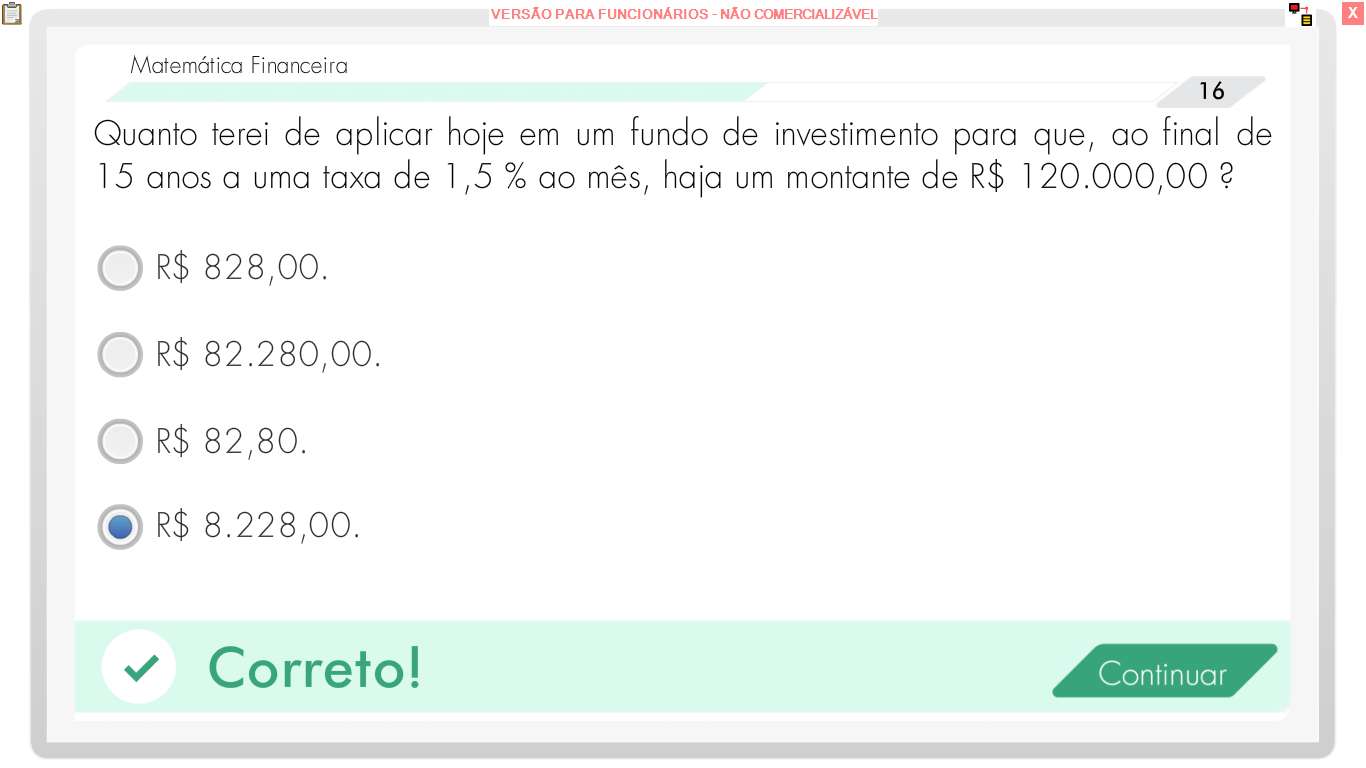 VERSÃO PARA FUNCIONÁRIOS - NÃO COMERCIALIZÁVEL
X
Matemática Financeira
16
Quanto terei de aplicar hoje em um fundo de investimento para que, ao final de
15 anos a uma taxa de 1,5 % ao mês, haja um montante de R$ 120.000,00 ?
R$ 828,00.
R$ 82.280,00.
R$ 82,80.
R$ 8.228,00.
Correto!
Continuar